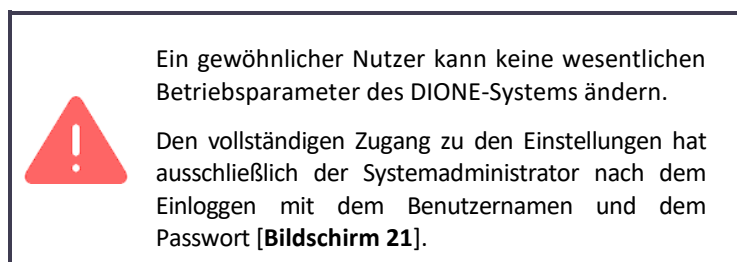 Ein gewöhnlicher Nutzer kann keine wesentlichen
Betriebsparameter des DIONE-Systems ändern.
Den vollständigen Zugang zu den Einstellungen hat
ausschließlich der Systemadministrator nach dem
Einloggen mit dem Benutzernamen und dem
Passwort [Bildschirm 21].